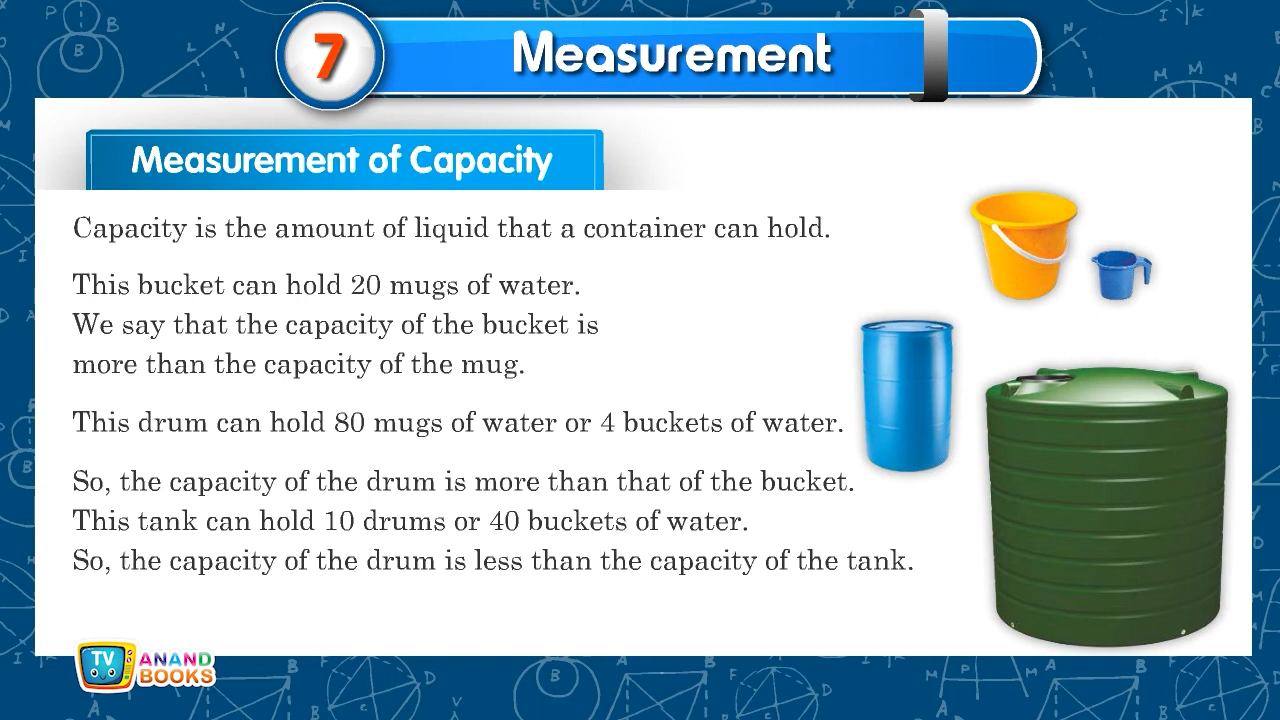 7
Measurement
Measurement of Capacity
Capacity is the amount of liquid that a container can hold.
This bucket can hold 20 mugs of water.
We say that the capacity of the bucket is
more than the capacity of the mug.
This drum can hold 80 mugs of water or 4 buckets of water.
So, the capacity of the drum is more than that of the bucket.
This tank can hold 10 drums or 40 buckets of water.
So, the capacity of the drum is less than the capacity of the tank.
TV
ANAND
BOOKS